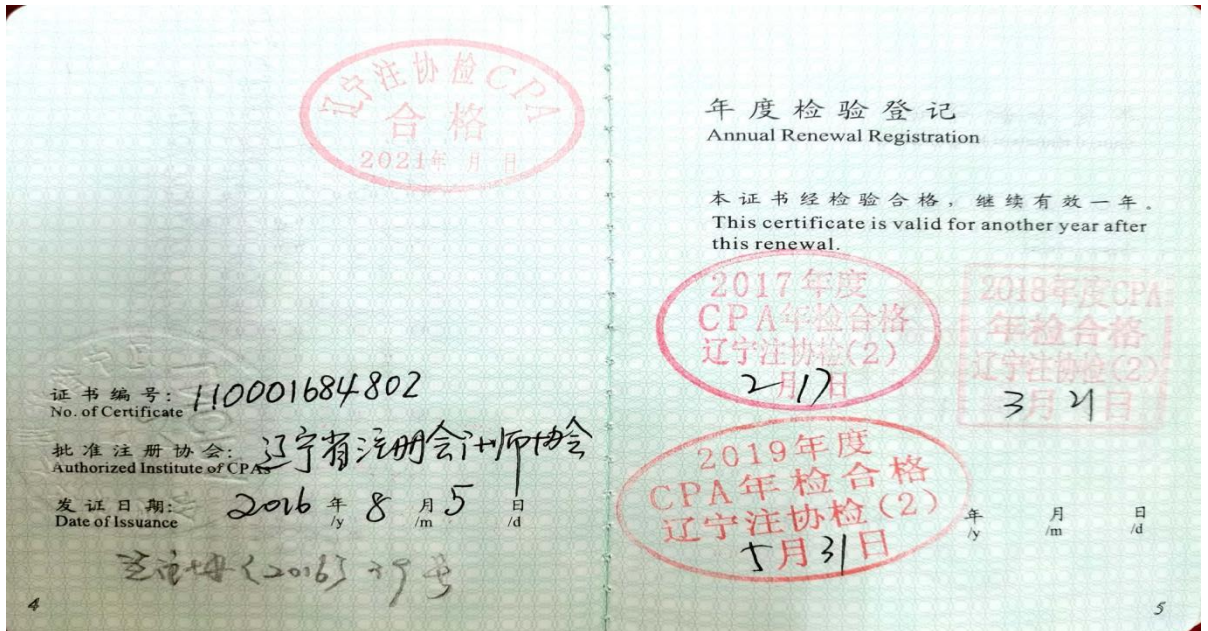 辽宁注协检CPA
合格
2021年 月 日
证书编号: 110001684802
No. of Certificate
批准注册协会: 辽宁省注册会计师协会
Authorized Institute of CPAs
发证日期: 2016 年 8 月 5 日
Date of Issuance /y /m /d
注协〔2016〕39号
4
年度检验登记
Annual Renewal Registration
本证书经检验合格，继续有效一年。
This certificate is valid for another year after
this renewal.
2017年度
CPA年检合格
辽宁注协检(2)
2月17日
2018年度CPA
年检合格
辽宁注协检(2)
3月21日
2019年度
CPA年检合格
辽宁注协检(2)
5月31日
年 月 日
/y /m /d
5